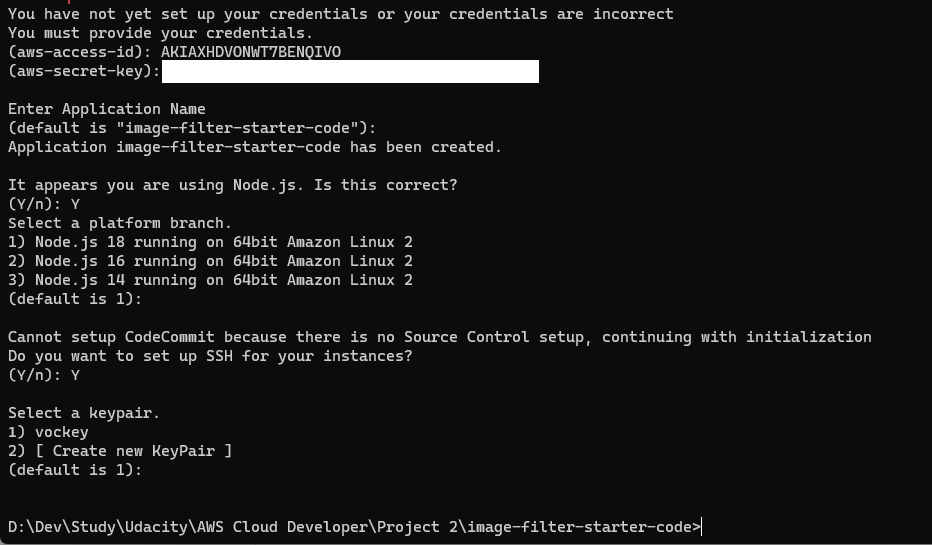 You have not yet set up your credentials or your credentials are incorrect
You must provide your credentials.
(aws-access-id): AKIAXHDVONWT7BENQIVO
(aws-secret-key):
Enter Application Name
(default is "image-filter-starter-code"):
Application image-filter-starter-code has been created.
It appears you are using Node.js. Is this correct?
(Y/n): Y
Select a platform branch.
1) Node.js 18 running on 64bit Amazon Linux 2
2) Node.js 16 running on 64bit Amazon Linux 2
3) Node.js 14 running on 64bit Amazon Linux 2
(default is 1):
Cannot setup CodeCommit because there is no Source Control setup, continuing with initialization
Do you want to set up SSH for your instances?
(Y/n): Y
Select a keypair.
1) vockey
2) [ Create new KeyPair ]
(default is 1):
D:\Dev\Study\Udacity\AWS Cloud Developer\Project 2\image-filter-starter-code>